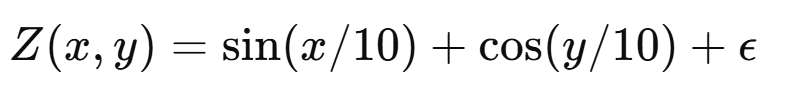 Z(x, y) = sin(x/10) + cos(y/10) + ϵ